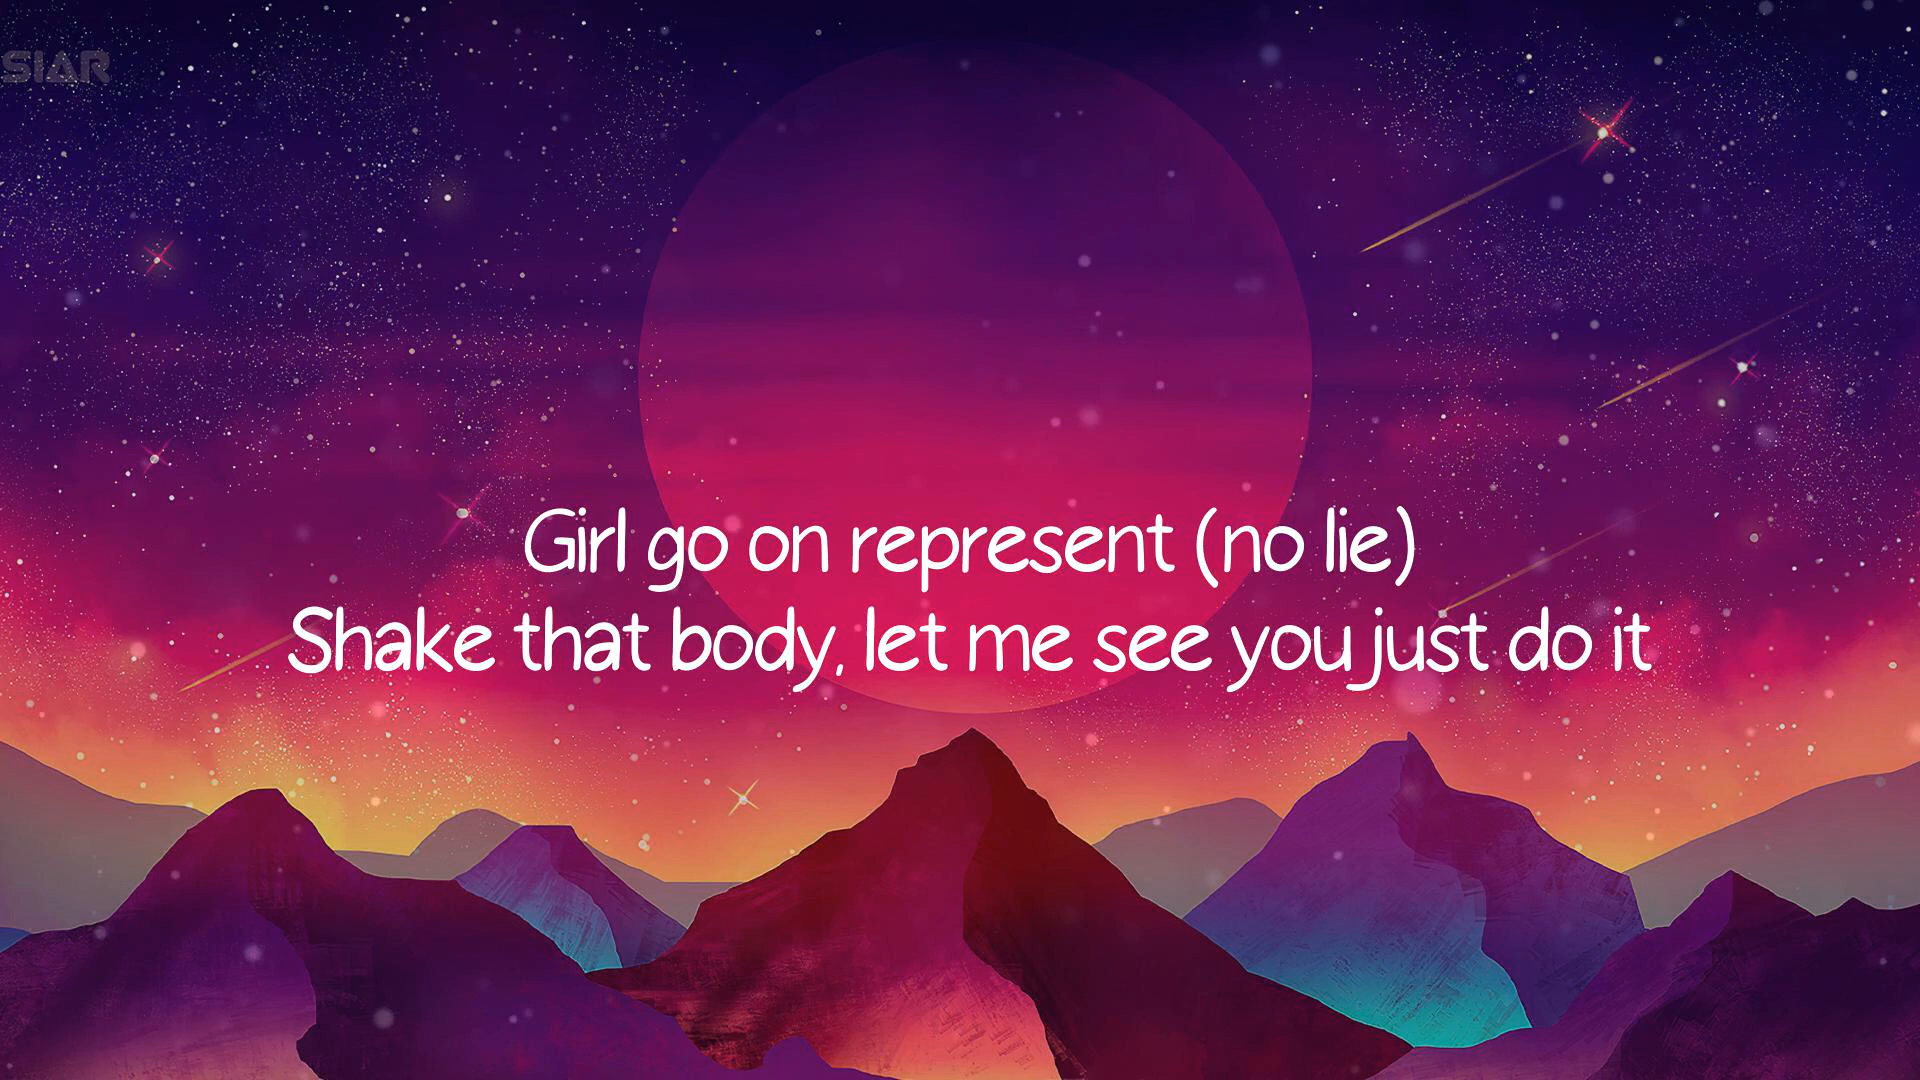 SIAR
Girl go on represent (no lie)
Shake that body, let me see you just do it